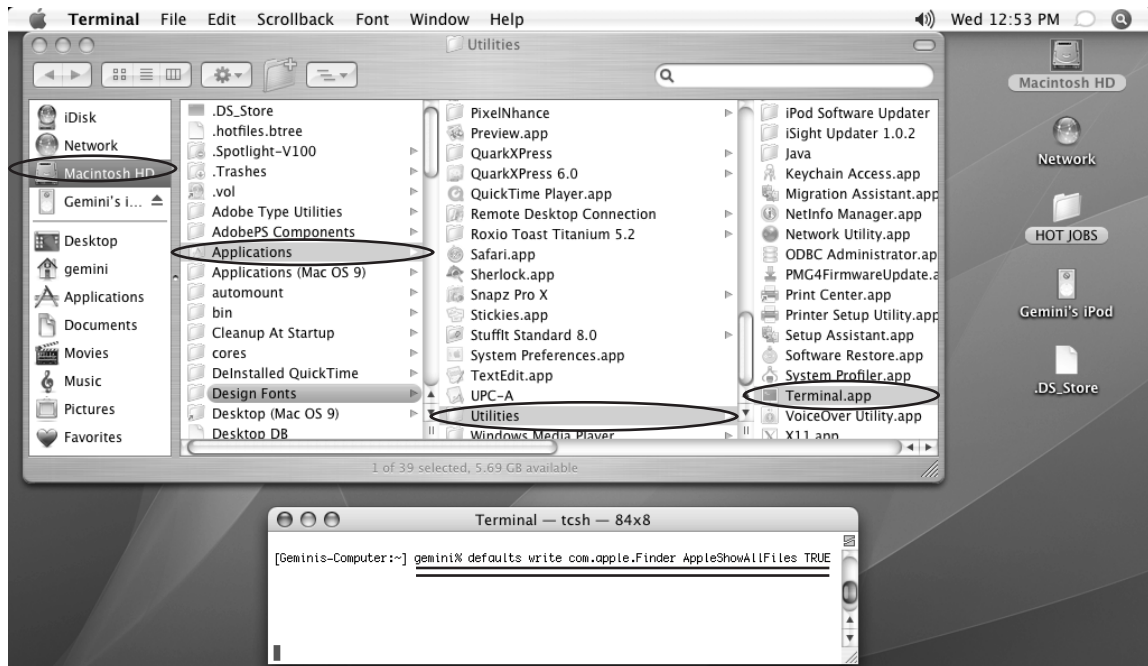 Terminal File Edit Scrollback Font Window Help Wed 12:53 PM
Utilities
iDisk
Network
Macintosh HD
Gemini's i...
Desktop
gemini
Applications
Documents
Movies
Music
Pictures
Favorites
.DS_Store
.hotfiles.btree
.Spotlight-V100
.Trashes
.vol
Adobe Type Utilities
AdobePS Components
Applications
Applications (Mac OS 9)
automount
bin
Cleanup At Startup
cores
DeInstalled QuickTime
Design Fonts
Desktop (Mac OS 9)
Desktop DB
PixelNhance
Preview.app
QuarkXPress
QuarkXPress 6.0
QuickTime Player.app
Remote Desktop Connection
Roxio Toast Titanium 5.2
Safari.app
Sherlock.app
Snapz Pro X
Stickies.app
StuffIt Standard 8.0
System Preferences.app
TextEdit.app
UPC-A
Utilities
Windows Media Player
iPod Software Updater
iSight Updater 1.0.2
Java
Keychain Access.app
Migration Assistant.app
NetInfo Manager.app
Network Utility.app
ODBC Administrator.ap
PMG4FirmwareUpdate.a
Print Center.app
Printer Setup Utility.app
Setup Assistant.app
Software Restore.app
System Profiler.app
Terminal.app
VoiceOver Utility.app
X11.app
1 of 39 selected, 5.69 GB available
Macintosh HD
Network
HOT JOBS
Gemini's iPod
.DS_Store
Terminal — tcsh — 84x8
[Geminis-Computer:~] gemini% defaults write com.apple.Finder AppleShowAllFiles TRUE